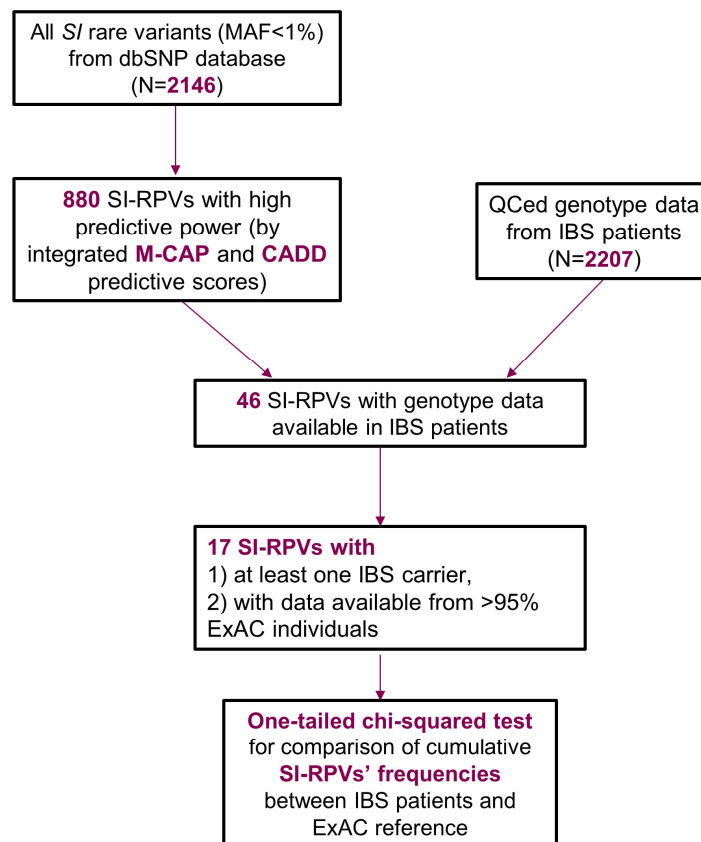 All SI rare variants (MAF<1%)
from dbSNP database
(N=2146)
880 SI-RPVs with high
predictive power (by
integrated M-CAP and CADD
predictive scores)
QCed genotype data
from IBS patients
(N=2207)
46 SI-RPVs with genotype data
available in IBS patients
17 SI-RPVs with
1) at least one IBS carrier,
2) with data available from >95%
ExAC individuals
One-tailed chi-squared test
for comparison of cumulative
SI-RPVs’ frequencies
between IBS patients and
ExAC reference